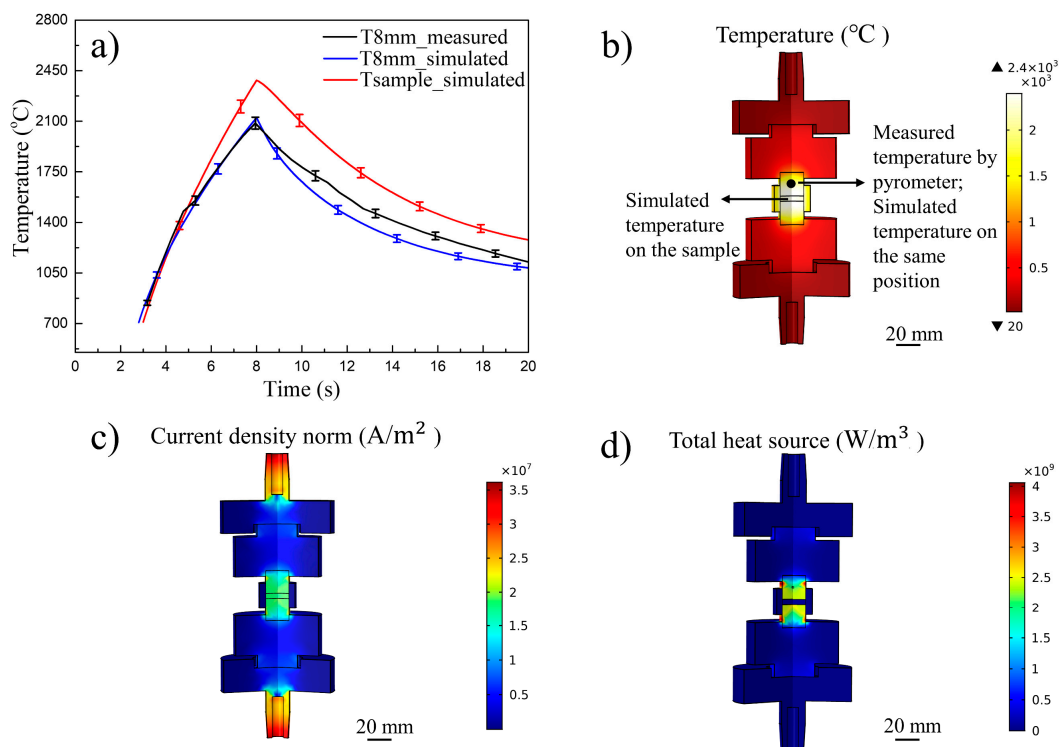 a)
T8mm_measured
T8mm_simulated
Tsample_simulated
Temperature (°C)
2800
2450
2100
1750
1400
1050
700
0 2 4 6 8 10 12 14 16 18 20
Time (s)
b)
Temperature (℃)
▲ 2.4×10³
×10³
2
1.5
1
0.5
▼ 20
Measured
temperature by
pyrometer;
Simulated
temperature on
the same
position
Simulated
temperature
on the sample
20 mm
c)
Current density norm (A/m²)
×10⁷
3.5
3
2.5
2
1.5
1
0.5
20 mm
d)
Total heat source (W/m³)
×10⁹
4
3.5
3
2.5
2
1.5
1
0.5
0
20 mm